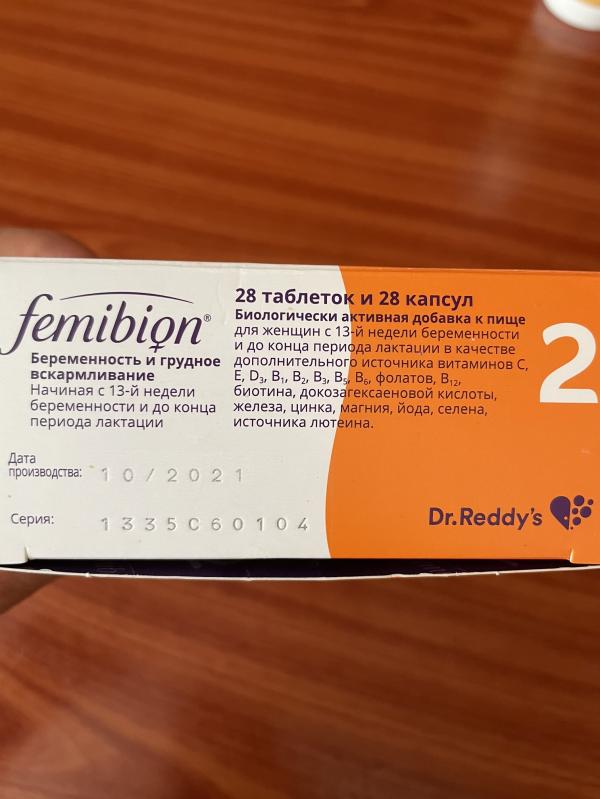 femibion®
Беременность и грудное
вскармливание
Начиная с 13-й недели
беременности и до конца
периода лактации
28 таблеток и 28 капсул
Биологически активная добавка к пище
для женщин с 13-й недели беременности
и до конца периода лактации в качестве
дополнительного источника витаминов C,
E, D₃, B₁, B₂, B₃, B₅, B₆, фолатов, B₁₂,
биотина, докозагексаеновой кислоты,
железа, цинка, магния, йода, селена,
источника лютеина.
2
Дата
производства: 10/2021
Серия: 1335C60104
Dr.Reddy's